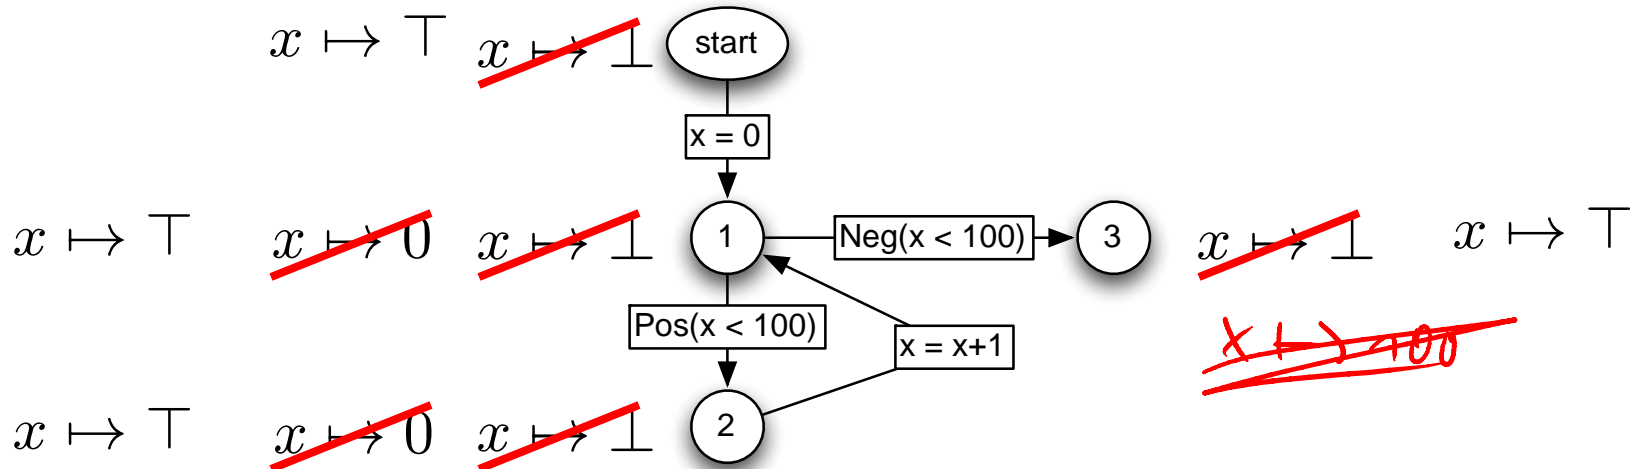 x ↦ ⊤ x ↦ ⊥ start
x = 0
x ↦ ⊤ x ↦ 0 x ↦ ⊥ 1 Neg(x < 100) 3 x ↦ ⊥ x ↦ ⊤
Pos(x < 100) x = x+1 x ↦ 100
x ↦ ⊤ x ↦ 0 x ↦ ⊥ 2